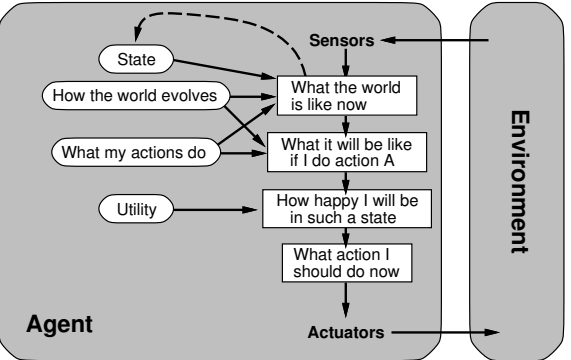 Sensors
State
What the world
is like now
How the world evolves
What it will be like
if I do action A
What my actions do
How happy I will be
in such a state
Utility
What action I
should do now
Agent
Actuators
Environment